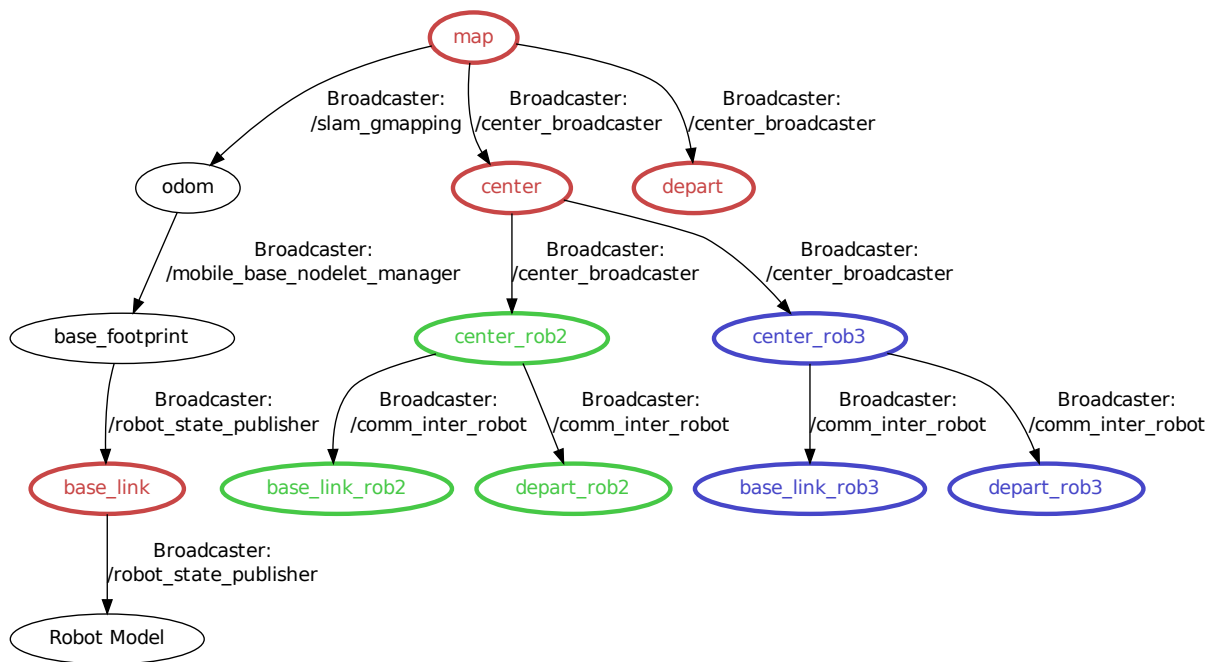 map
Broadcaster:
/slam_gmapping
Broadcaster:
/center_broadcaster
Broadcaster:
/center_broadcaster
odom
center
depart
Broadcaster:
/mobile_base_nodelet_manager
Broadcaster:
/center_broadcaster
Broadcaster:
/center_broadcaster
base_footprint
center_rob2
center_rob3
Broadcaster:
/robot_state_publisher
Broadcaster:
/comm_inter_robot
Broadcaster:
/comm_inter_robot
Broadcaster:
/comm_inter_robot
Broadcaster:
/comm_inter_robot
base_link
base_link_rob2
depart_rob2
base_link_rob3
depart_rob3
Broadcaster:
/robot_state_publisher
Robot Model